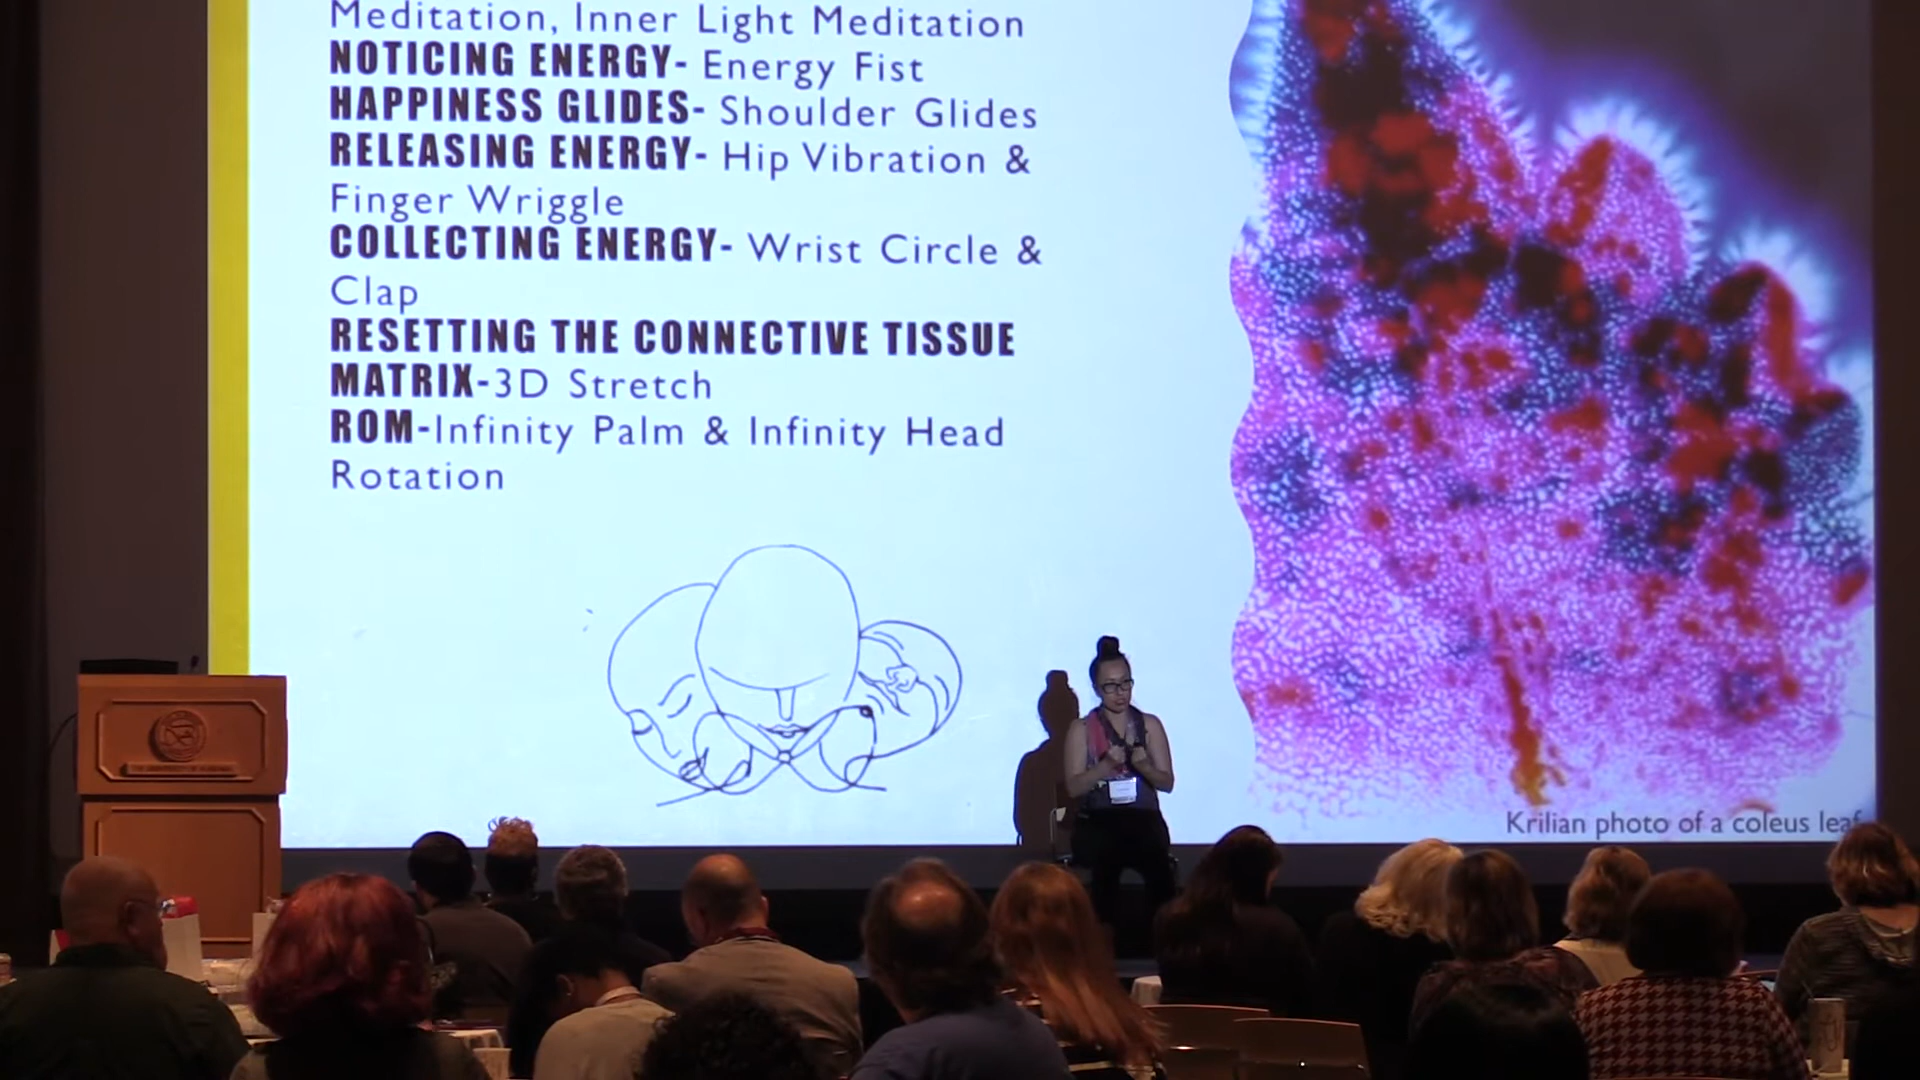 Meditation, Inner Light Meditation
NOTICING ENERGY- Energy Fist
HAPPINESS GLIDES- Shoulder Glides
RELEASING ENERGY- Hip Vibration &
Finger Wriggle
COLLECTING ENERGY- Wrist Circle &
Clap
RESETTING THE CONNECTIVE TISSUE
MATRIX-3D Stretch
ROM-Infinity Palm & Infinity Head
Rotation
Krilian photo of a coleus leaf